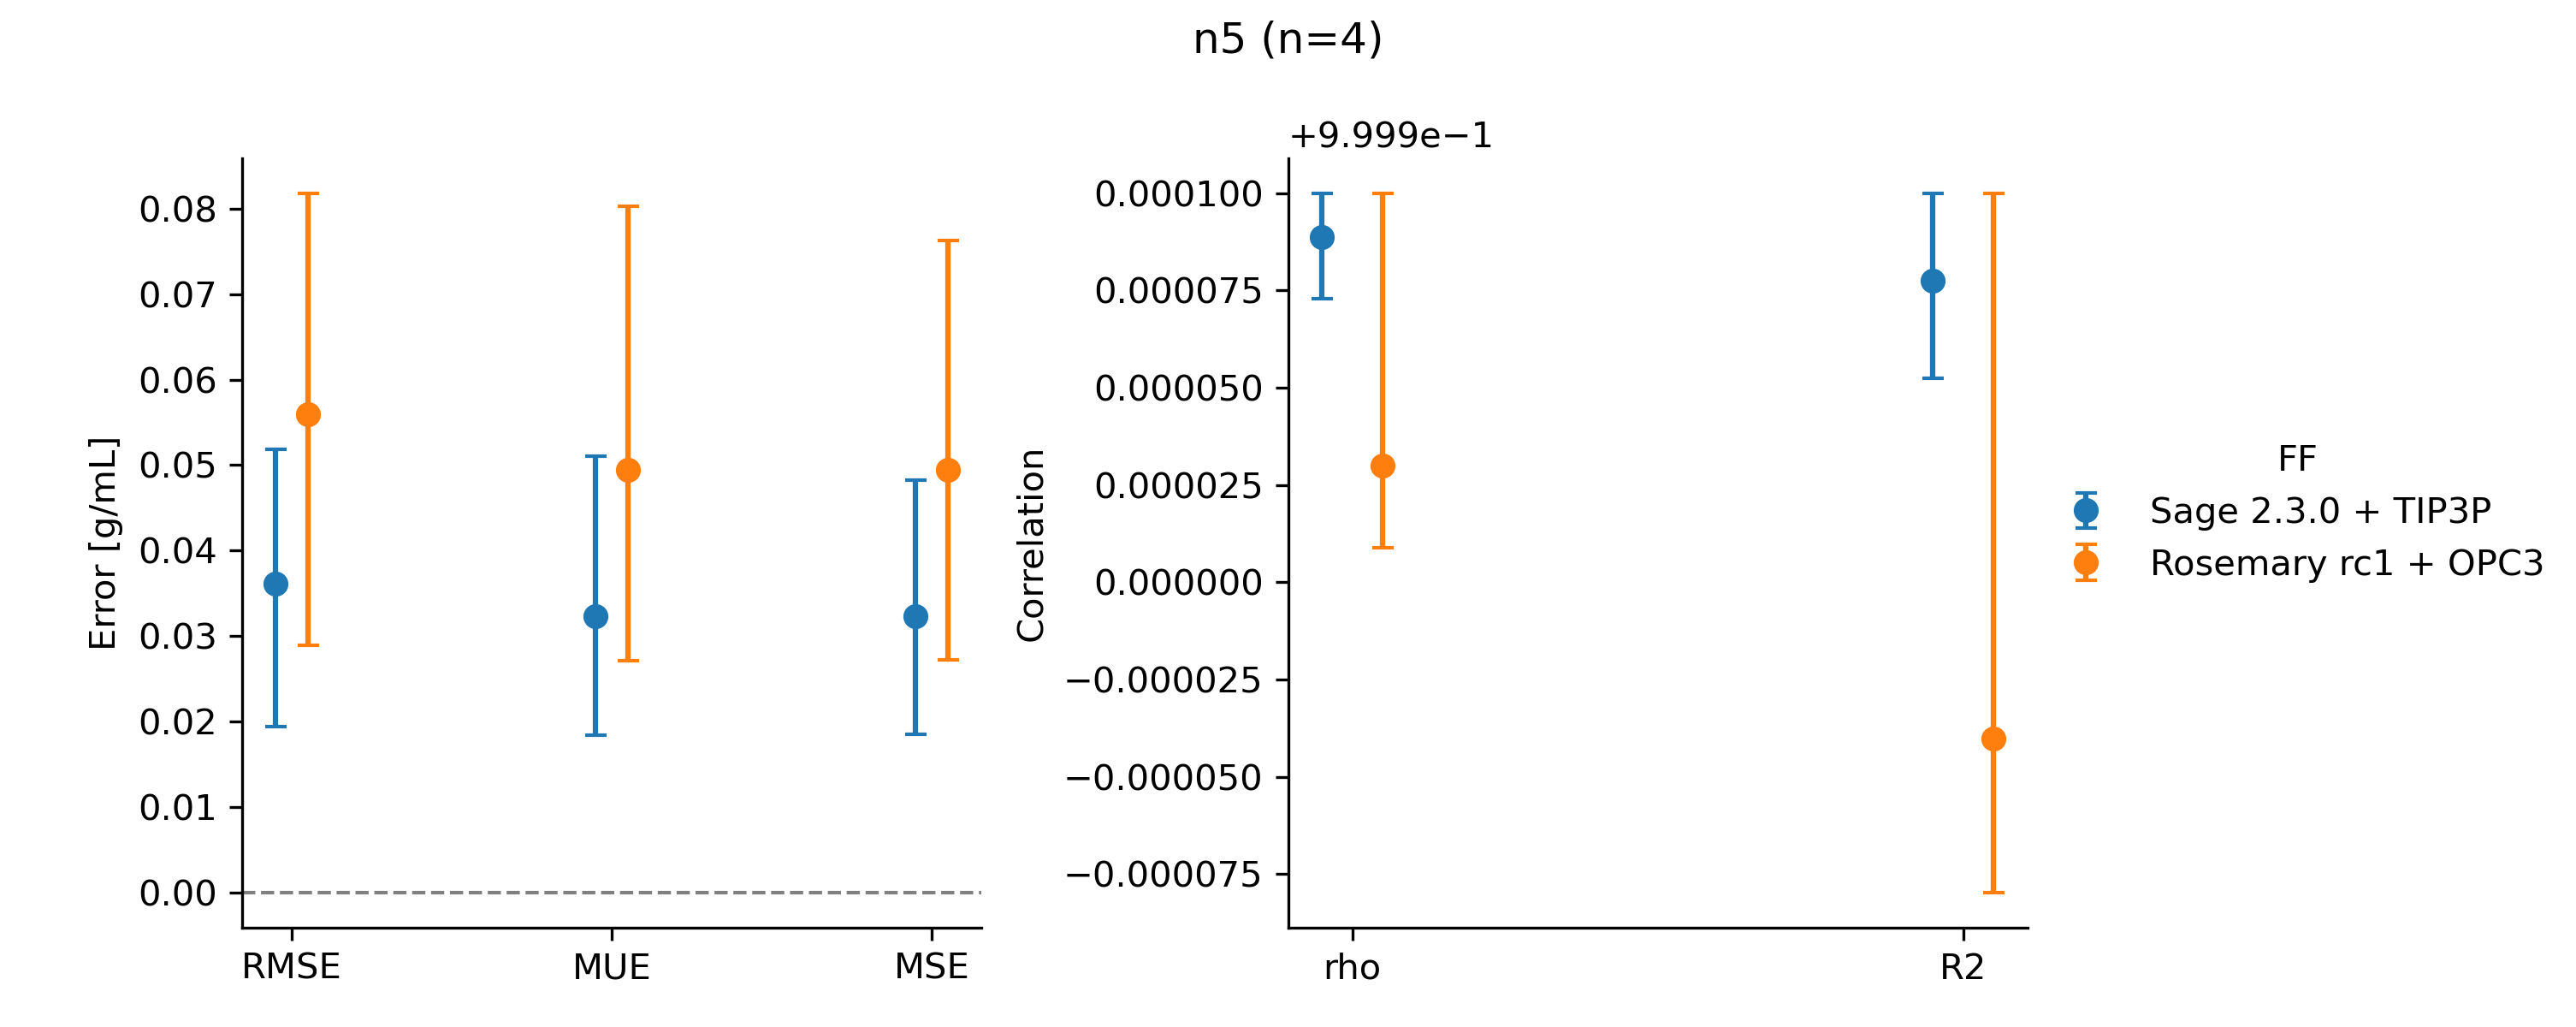 n5 (n=4)
Error [g/mL]
0.08
0.07
0.06
0.05
0.04
0.03
0.02
0.01
0.00
RMSE
MUE
MSE
+9.999e−1
Correlation
0.000100
0.000075
0.000050
0.000025
0.000000
−0.000025
−0.000050
−0.000075
rho
R2
FF
Sage 2.3.0 + TIP3P
Rosemary rc1 + OPC3